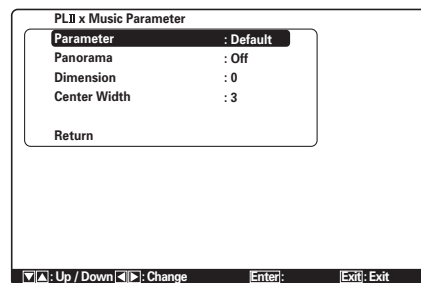 PLII x Music Parameter
Parameter : Default
Panorama : Off
Dimension : 0
Center Width : 3
Return
▼▲: Up / Down ◀▶: Change Enter: Exit: Exit